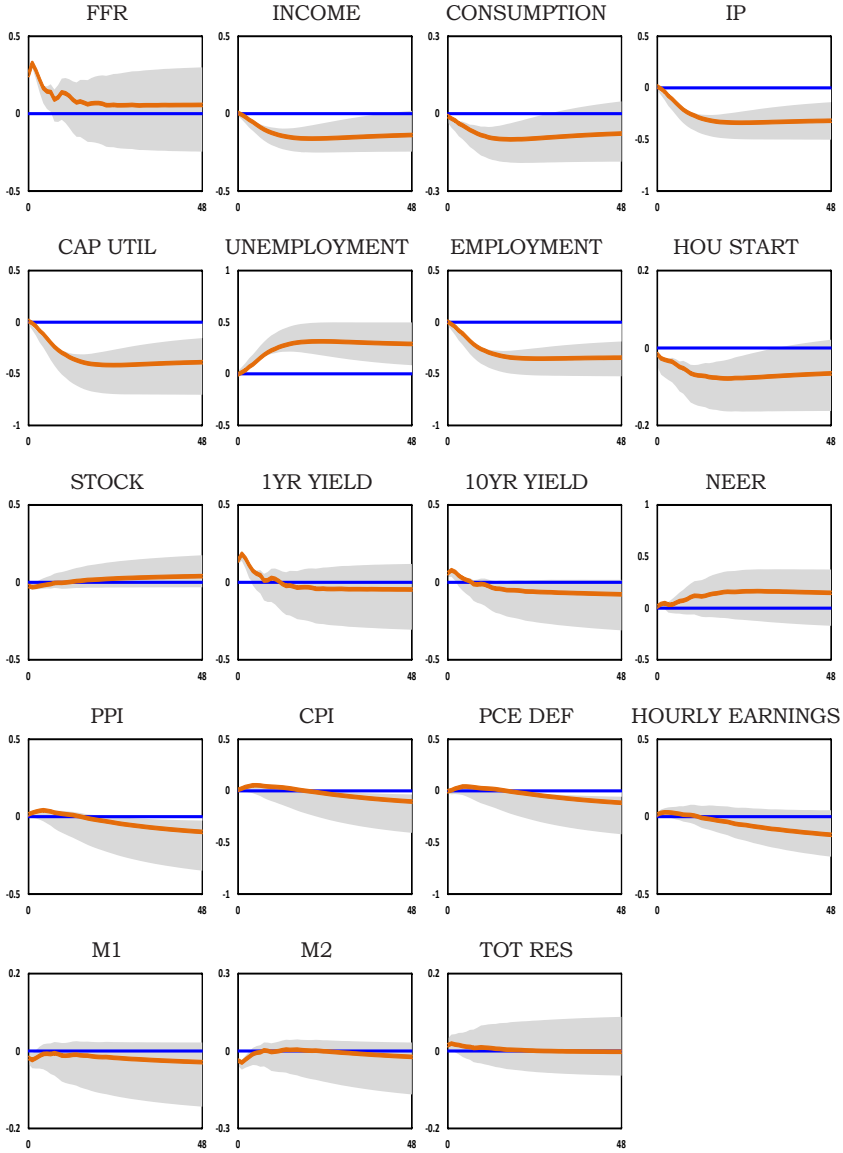 FFR INCOME CONSUMPTION IP
0.5 0.5 0.3 0.5
0 0 0 0
-0.5
-0.5 -0.5 -0.3 -1
0 48 0 48 0 48 0 48
CAP UTIL UNEMPLOYMENT EMPLOYMENT HOU START
0.5 1 0.5 0.2
0 0.5 0 0
-0.5 0 -0.5
-1 -0.5 -1 -0.2
0 48 0 48 0 48 0 48
STOCK 1YR YIELD 10YR YIELD NEER
0.5 0.5 0.5 1
0.5
0 0 0 0
-0.5 -0.5 -0.5 -0.5
0 48 0 48 0 48 0 48
PPI CPI PCE DEF HOURLY EARNINGS
0.5 0.5 0.5 0.5
0 0 0 0
-0.5 -0.5
-0.5 -1 -1 -0.5
0 48 0 48 0 48 0 48
M1 M2 TOT RES
0.2 0.3 0.2
0 0 0
-0.2 -0.3 -0.2
0 48 0 48 0 48